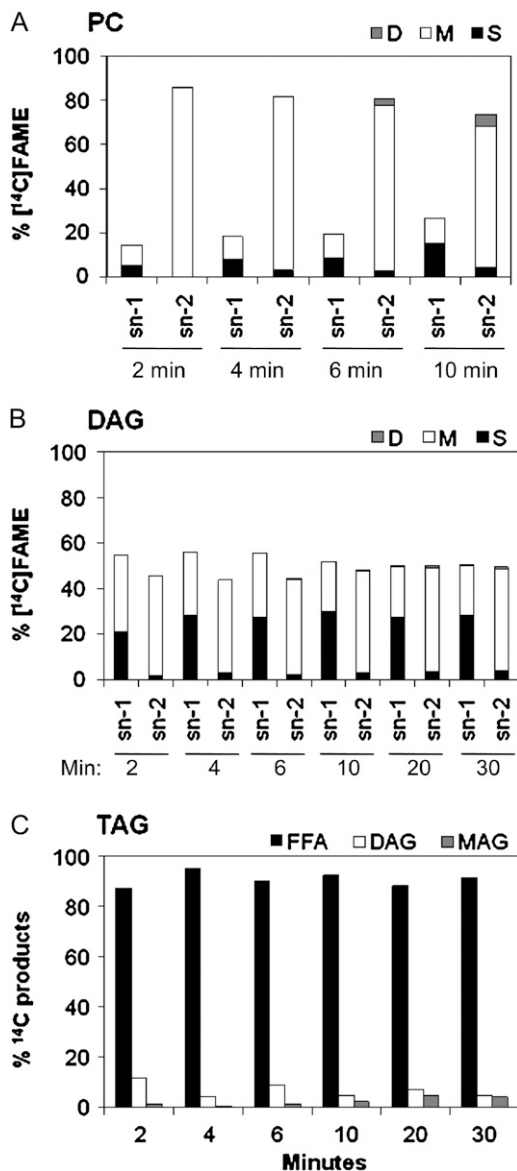 A PC
D M S
100
80
60
40
20
0
% [¹⁴C]FAME
sn-1 sn-2 sn-1 sn-2 sn-1 sn-2 sn-1 sn-2
2 min 4 min 6 min 10 min
B DAG
D M S
100
80
60
40
20
0
% [¹⁴C]FAME
sn-1 sn-2 sn-1 sn-2 sn-1 sn-2 sn-1 sn-2 sn-1 sn-2 sn-1 sn-2
Min: 2 4 6 10 20 30
C TAG
FFA DAG MAG
100
80
60
40
20
0
% ¹⁴C products
2 4 6 10 20 30
Minutes